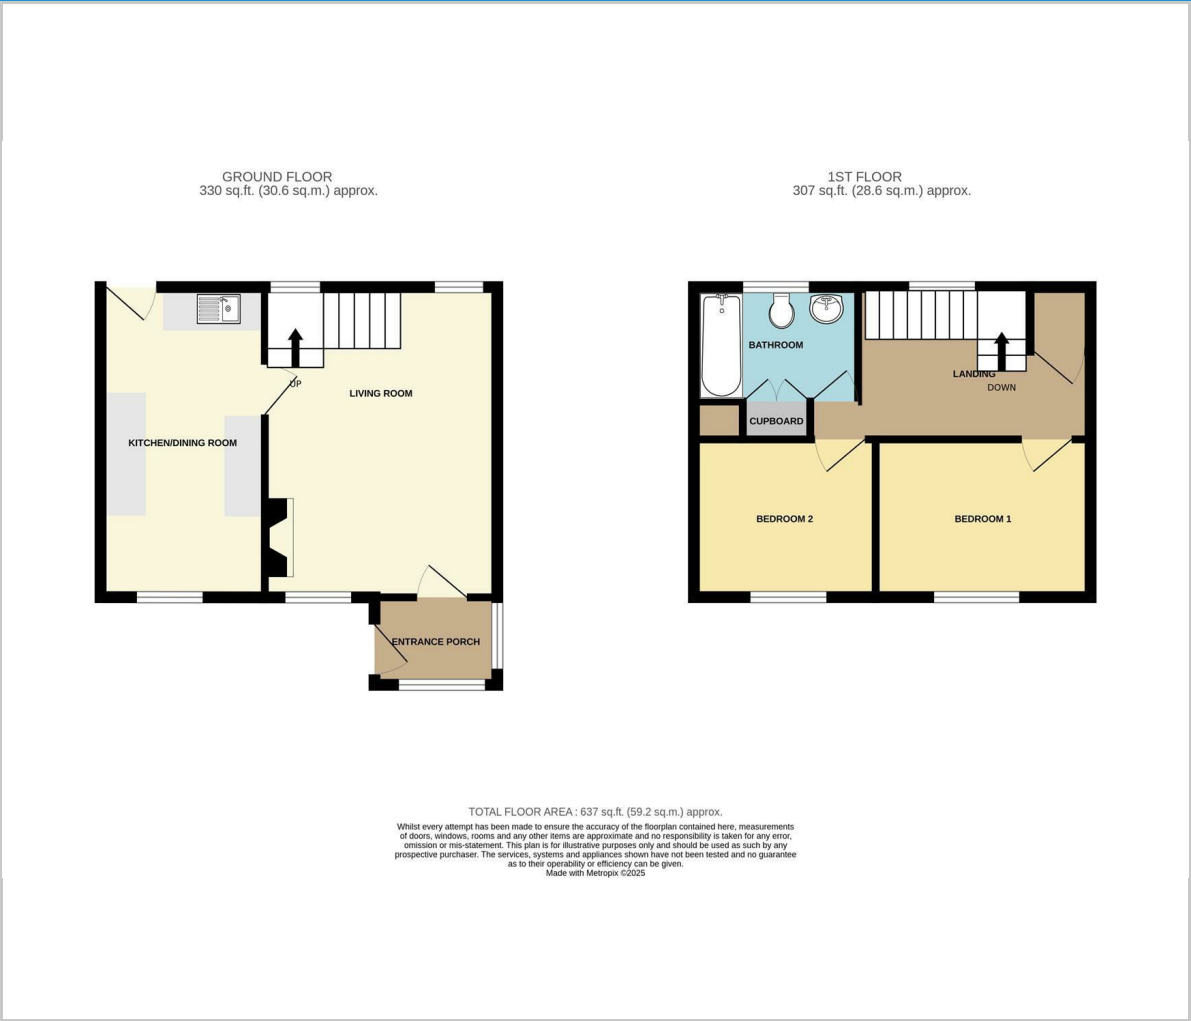 GROUND FLOOR
330 sq.ft. (30.6 sq.m.) approx.
1ST FLOOR
307 sq.ft. (28.6 sq.m.) approx.
UP
LIVING ROOM
KITCHEN/DINING ROOM
ENTRANCE PORCH
BATHROOM
LANDING
DOWN
CUPBOARD
BEDROOM 2
BEDROOM 1
TOTAL FLOOR AREA : 637 sq.ft. (59.2 sq.m.) approx.
Whilst every attempt has been made to ensure the accuracy of the floorplan contained here, measurements
of doors, windows, rooms and any other items are approximate and no responsibility is taken for any error,
omission or mis-statement. This plan is for illustrative purposes only and should be used as such by any
prospective purchaser. The services, systems and appliances shown have not been tested and no guarantee
as to their operability or efficiency can be given.
Made with Metropix ©2025